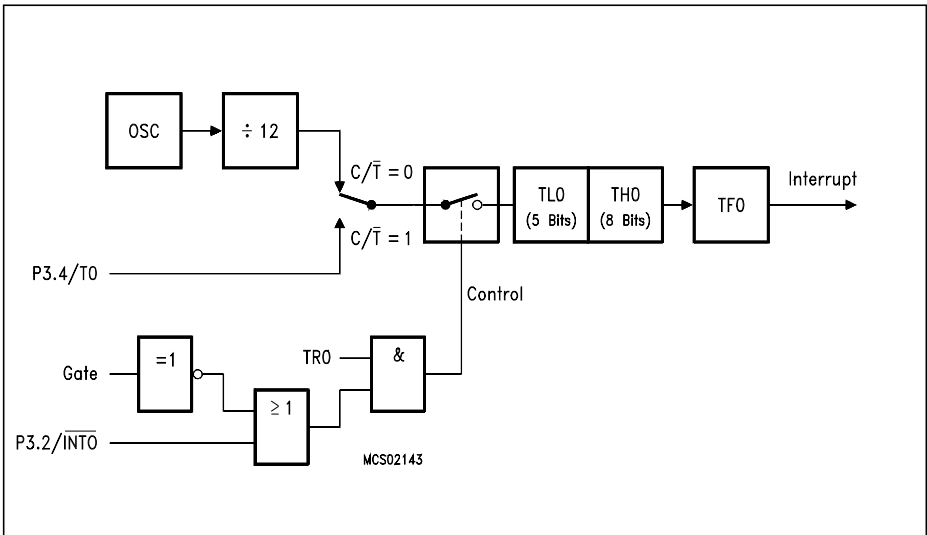 OSC
÷ 12
C/T̅ = 0
C/T̅ = 1
TL0
(5 Bits)
TH0
(8 Bits)
TF0
Interrupt
P3.4/T0
Control
Gate
=1
TR0
&
≥ 1
P3.2/I̅N̅T̅0̅
MCS02143